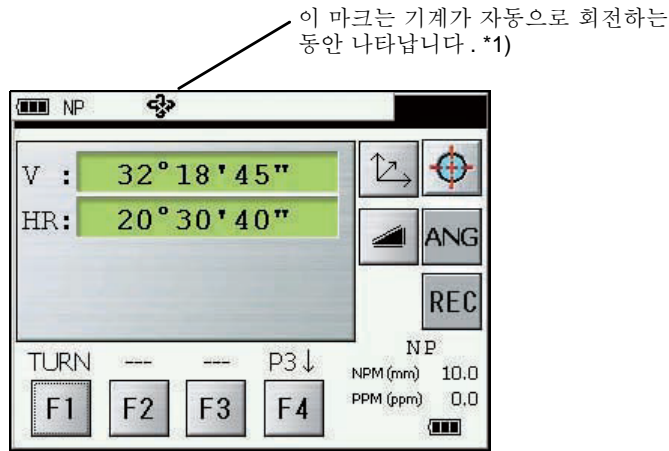 이 마크는 기계가 자동으로 회전하는
동안 나타납니다. *1)
NP
V : 32°18'45"
HR: 20°30'40"
ANG
REC
TURN --- --- P3↓
F1 F2 F3 F4
NP
NPM (mm) 10.0
PPM (ppm) 0.0